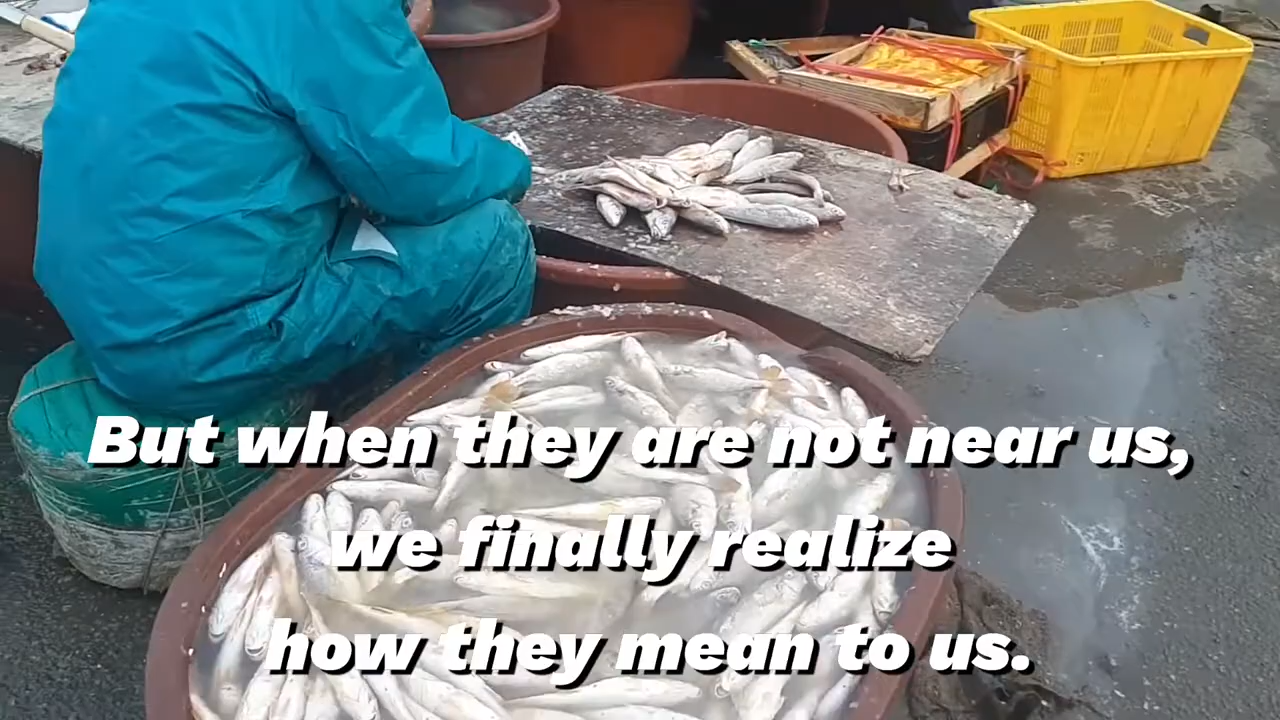 But when they are not near us,
we finally realize
how they mean to us.